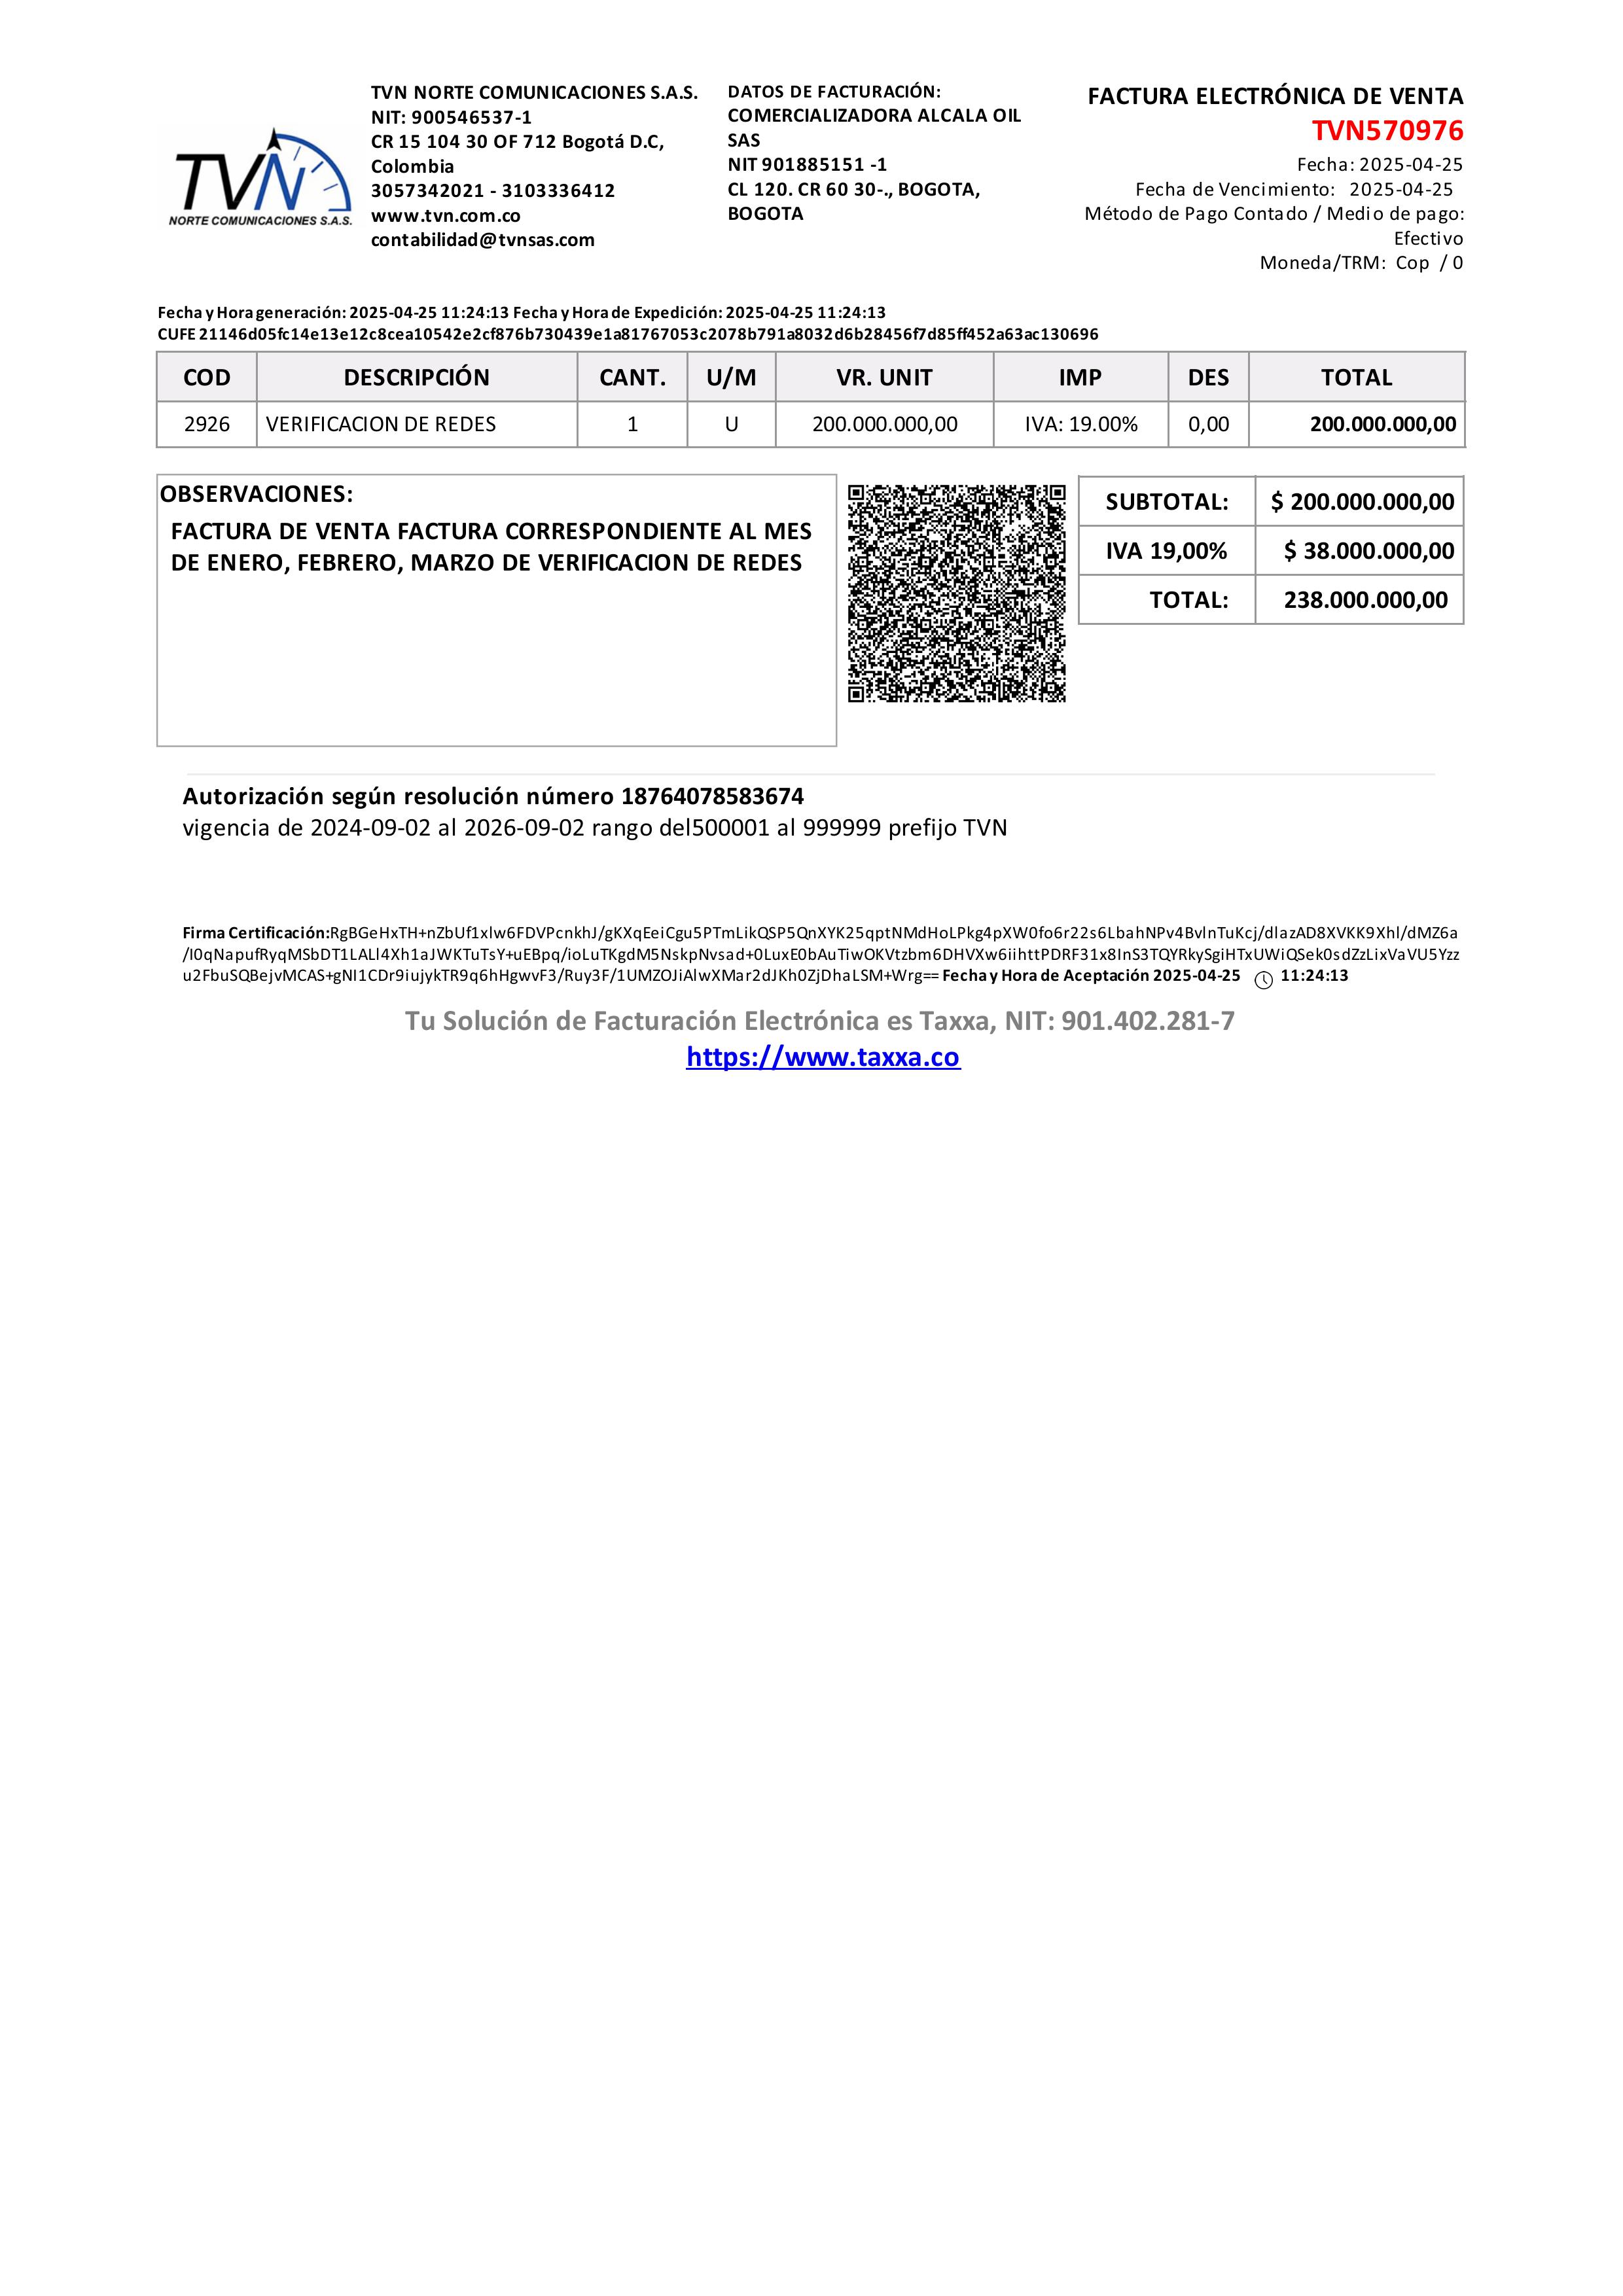 TVN
NORTE COMUNICACIONES S.A.S.
TVN NORTE COMUNICACIONES S.A.S.
NIT: 900546537-1
CR 15 104 30 OF 712 Bogotá D.C,
Colombia
3057342021 - 3103336412
www.tvn.com.co
contabilidad@tvnsas.com
DATOS DE FACTURACIÓN:
COMERCIALIZADORA ALCALA OIL
SAS
NIT 901885151 -1
CL 120. CR 60 30-., BOGOTA,
BOGOTA
FACTURA ELECTRÓNICA DE VENTA
TVN570976
Fecha: 2025-04-25
Fecha de Vencimiento: 2025-04-25
Método de Pago Contado / Medio de pago:
Efectivo
Moneda/TRM: Cop / 0
Fecha y Hora generación: 2025-04-25 11:24:13 Fecha y Hora de Expedición: 2025-04-25 11:24:13
CUFE 21146d05fc14e13e12c8cea10542e2cf876b730439e1a81767053c2078b791a8032d6b28456f7d85ff452a63ac130696
COD DESCRIPCIÓN CANT. U/M VR. UNIT IMP DES TOTAL
2926 VERIFICACION DE REDES 1 U 200.000.000,00 IVA: 19.00% 0,00 200.000.000,00
OBSERVACIONES:
FACTURA DE VENTA FACTURA CORRESPONDIENTE AL MES
DE ENERO, FEBRERO, MARZO DE VERIFICACION DE REDES
SUBTOTAL: $ 200.000.000,00
IVA 19,00% $ 38.000.000,00
TOTAL: 238.000.000,00
Autorización según resolución número 18764078583674
vigencia de 2024-09-02 al 2026-09-02 rango del500001 al 999999 prefijo TVN
Firma Certificación:RgBGeHxTH+nZbUf1xlw6FDVPcnkhJ/gKXqEeiCgu5PTmLikQSP5QnXYK25qptNMdHoLPkg4pXW0fo6r22s6LbahNPv4BvlnTuKcj/dlazAD8XVKK9Xhl/dMZ6a
/I0qNapufRyqMSbDT1LALl4Xh1aJWKTuTsY+uEBpq/ioLuTKgdM5NskpNvsad+0LuxE0bAuTiwOKVtzbm6DHVXw6iihttPDRF31x8InS3TQYRkySgiHTxUWiQSek0sdZzLixVaVU5Yzz
u2FbuSQBejvMCAS+gNI1CDr9iujykTR9q6hHgwvF3/Ruy3F/1UMZOJiAlwXMar2dJKh0ZjDhaLSM+Wrg== Fecha y Hora de Aceptación 2025-04-25 11:24:13
Tu Solución de Facturación Electrónica es Taxxa, NIT: 901.402.281-7
https://www.taxxa.co